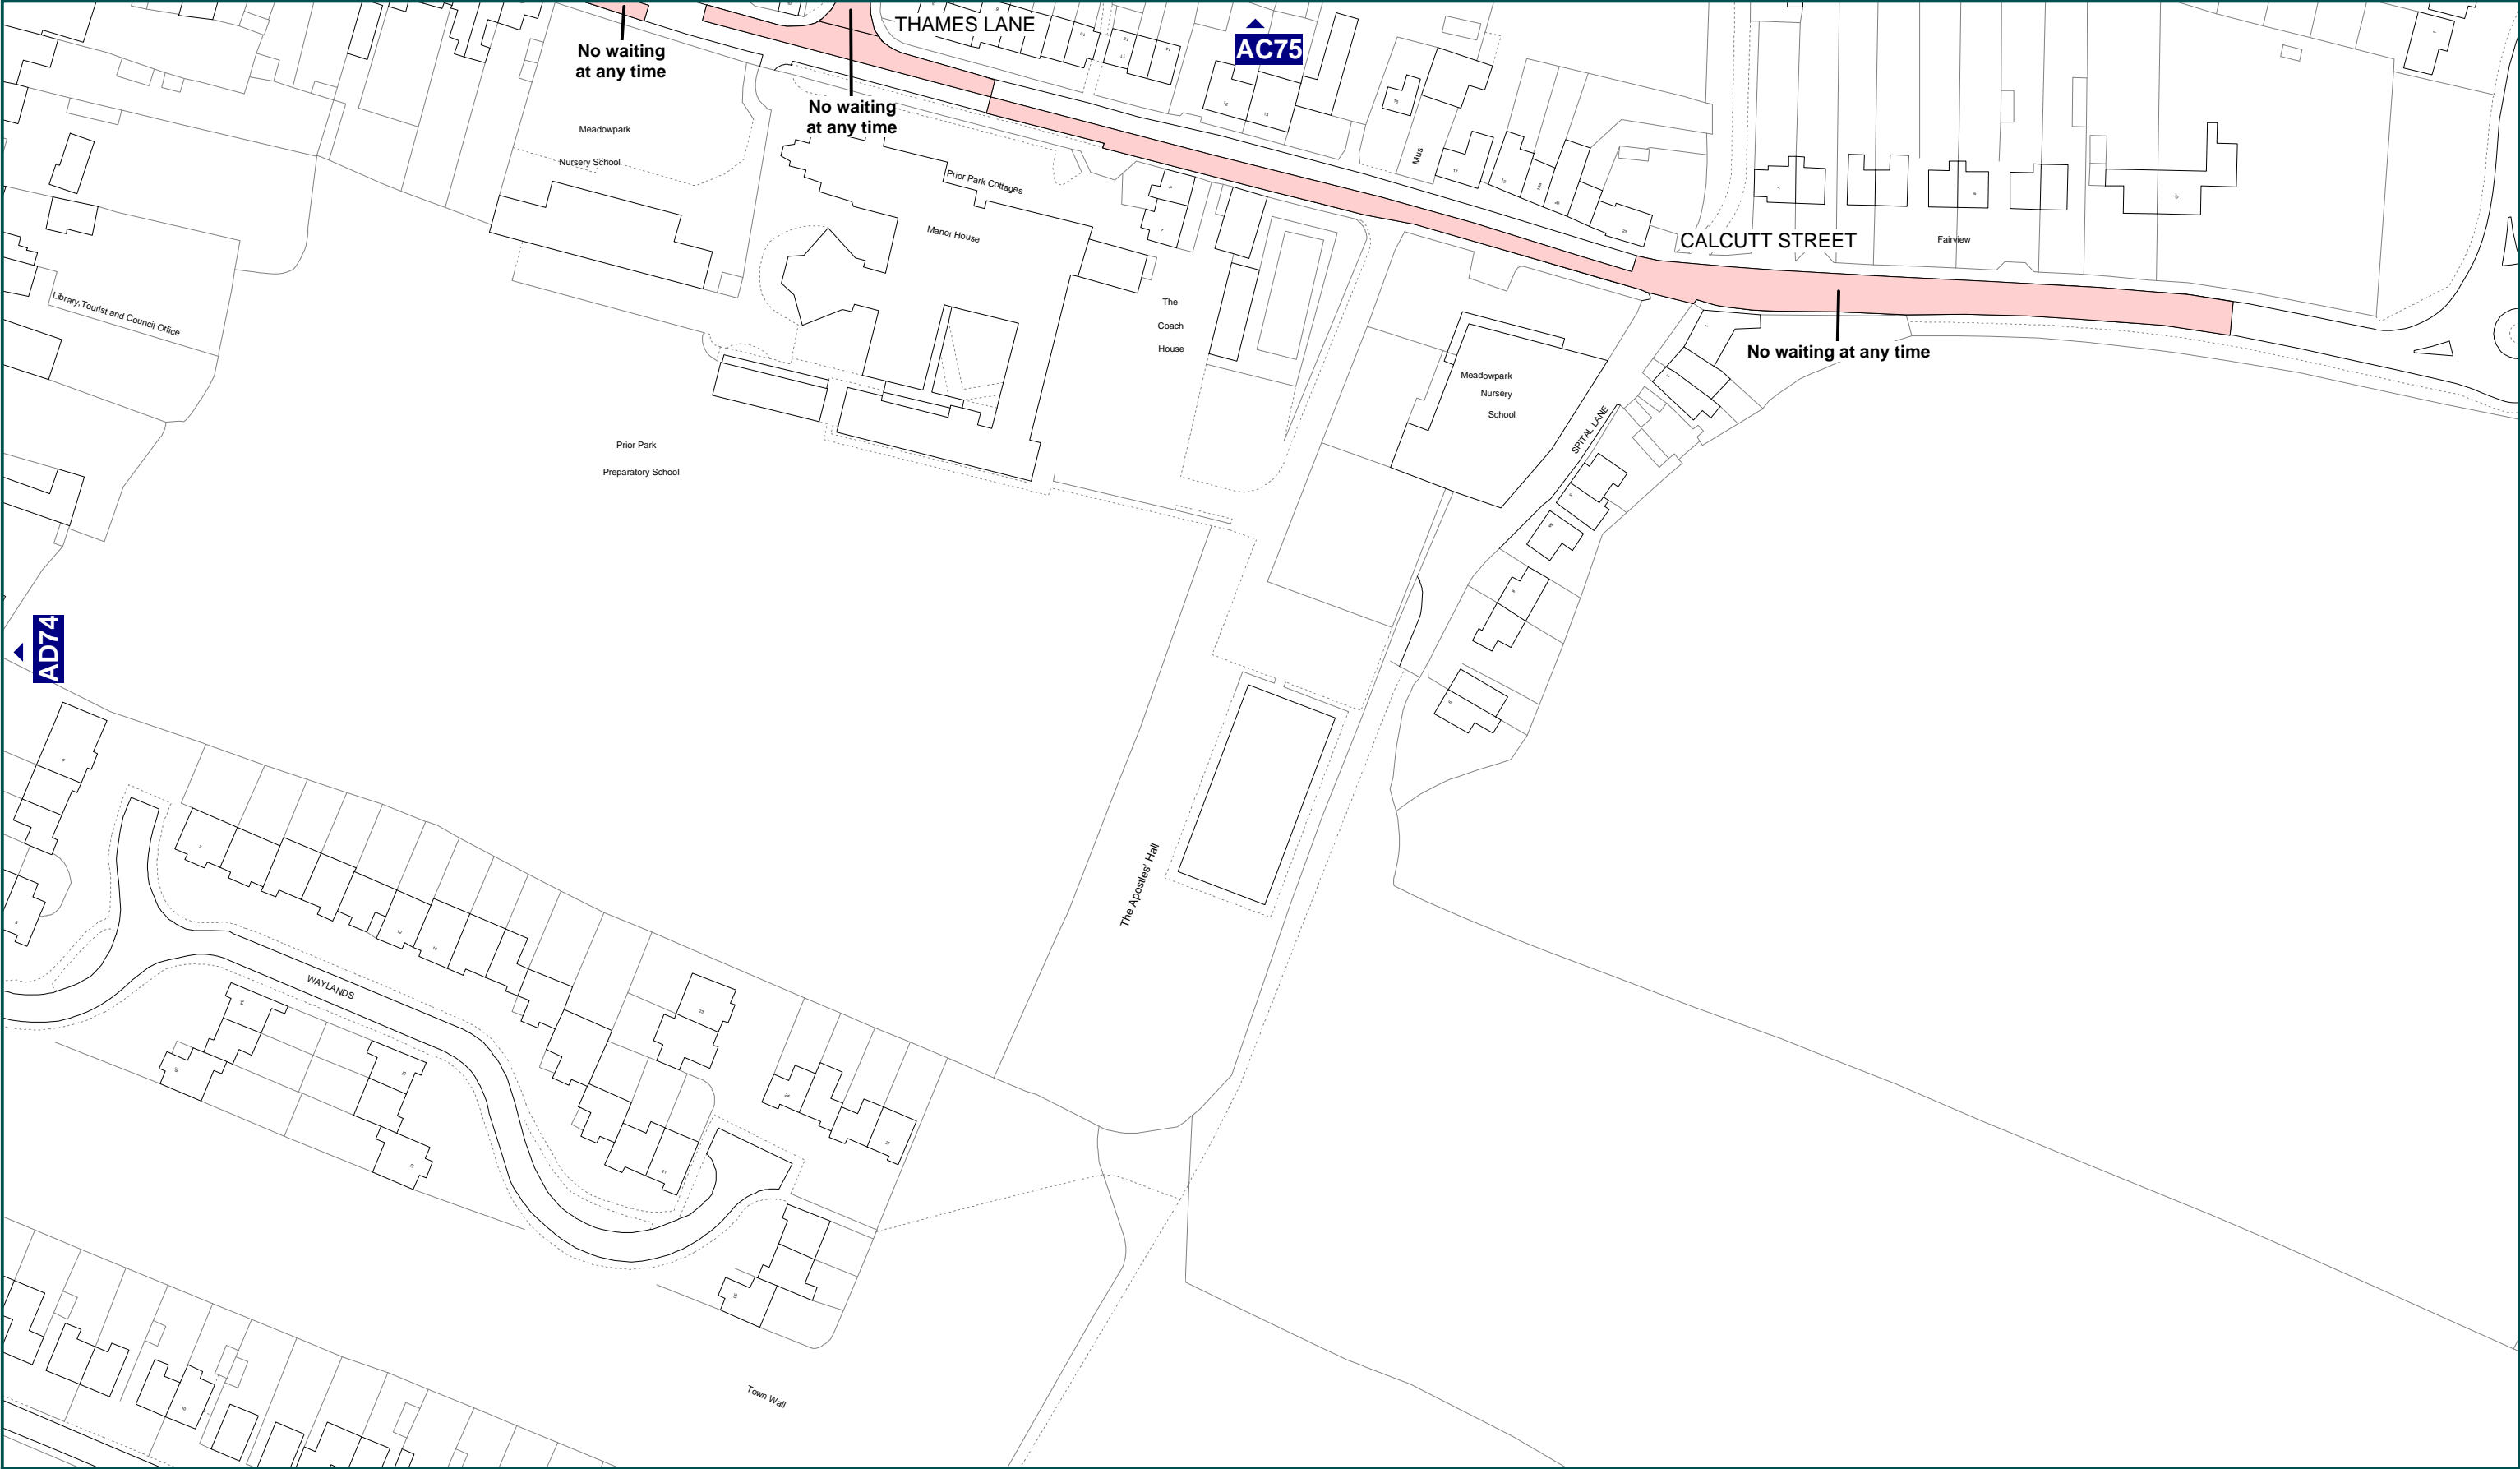 THAMES LANE
AC75
No waiting
at any time
No waiting
at any time
Meadowpark
Nursery School
Mus
Prior Park Cottages
Manor House
CALCUTT STREET
Fairview
Library, Tourist and Council Office
The
Coach
House
No waiting at any time
Meadowpark
Nursery
School
SPITAL LANE
Prior Park
Preparatory School
AD74
The Apostles' Hall
WAYLANDS
Town Wall